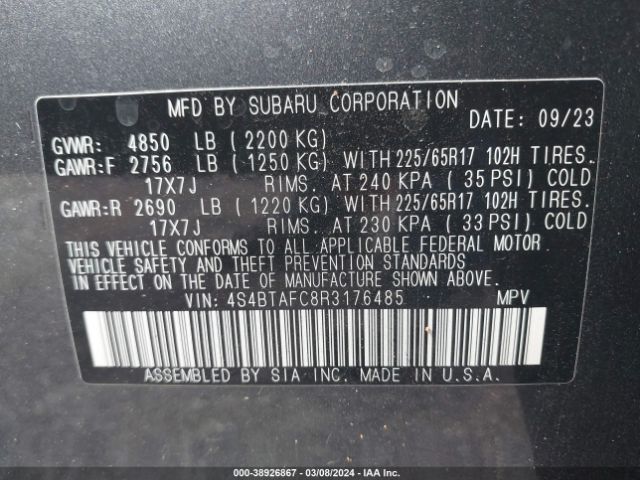 MFD BY SUBARU CORPORATION
DATE: 09/23
GVWR: 4850 LB ( 2200 KG)
GAWR:F 2756 LB ( 1250 KG) WITH 225/65R17 102H TIRES.
17X7J RIMS. AT 240 KPA ( 35 PSI) COLD
GAWR:R 2690 LB ( 1220 KG) WITH 225/65R17 102H TIRES.
17X7J RIMS. AT 230 KPA ( 33 PSI) COLD
THIS VEHICLE CONFORMS TO ALL APPLICABLE FEDERAL MOTOR
VEHICLE SAFETY AND THEFT PREVENTION STANDARDS
IN EFFECT ON THE DATE OF MANUFACTURE SHOWN ABOVE.
VIN: 4S4BTAFC8R3176485 MPV
ASSEMBLED BY SIA INC. MADE IN U.S.A.
000-38926867 — 03/08/2024 — IAA Inc.